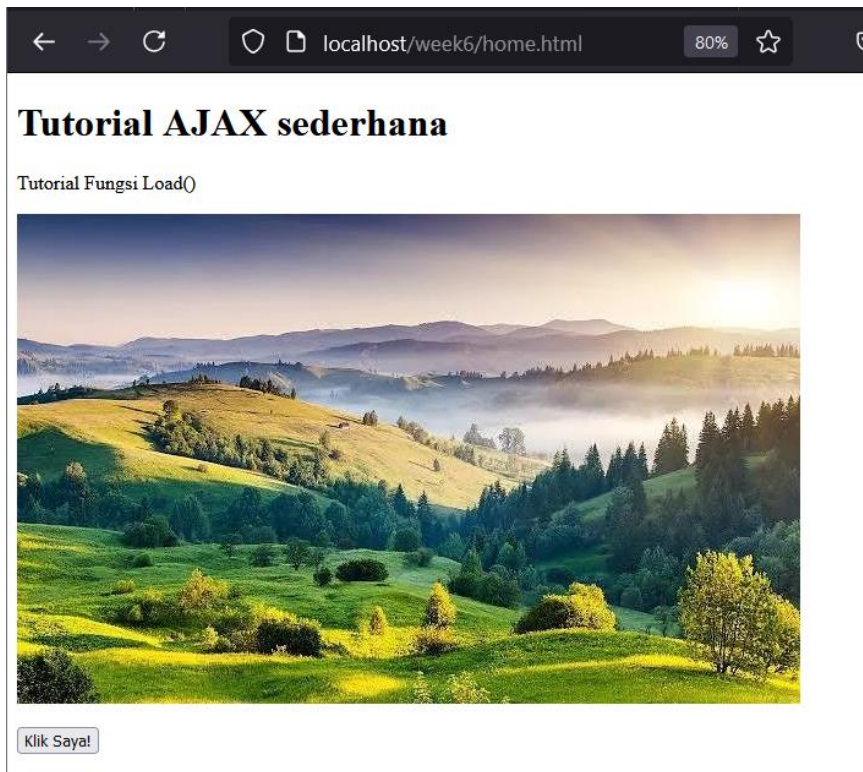 localhost/week6/home.html
80%
Tutorial AJAX sederhana
Tutorial Fungsi Load()
Klik Saya!